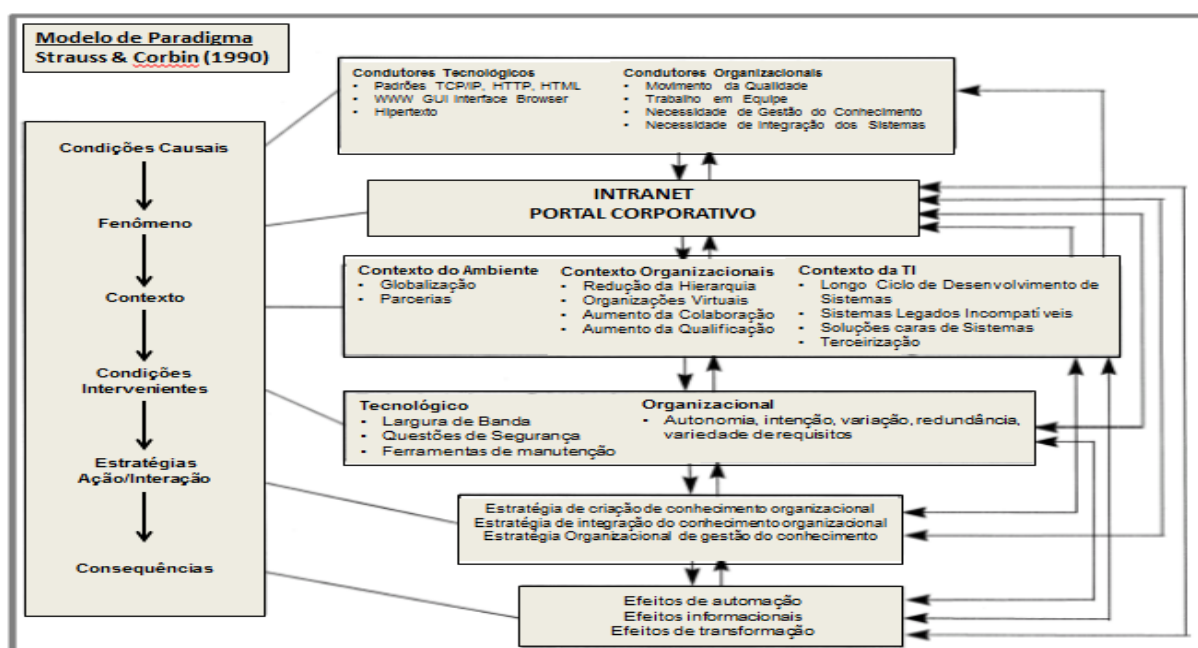 Modelo de Paradigma
Strauss & Corbin (1990)
Condições Causais
Fenômeno
Contexto
Condições
Intervenientes
Estratégias
Ação/Interação
Consequências
Condutores Tecnológicos
• Padrões TCP/IP, HTTP, HTML
• WWW GUI Interface Browser
• Hipertexto
Condutores Organizacionais
• Movimento da Qualidade
• Trabalho em Equipe
• Necessidade de Gestão do Conhecimento
• Necessidade de Integração dos Sistemas
INTRANET
PORTAL CORPORATIVO
Contexto do Ambiente
• Globalização
• Parcerias
Contexto Organizacionais
• Redução da Hierarquia
• Organizações Virtuais
• Aumento da Colaboração
• Aumento da Qualificação
Contexto da TI
• Longo Ciclo de Desenvolvimento de
Sistemas
• Sistemas Legados Incompatíveis
• Soluções caras de Sistemas
• Terceirização
Tecnológico
• Largura de Banda
• Questões de Segurança
• Ferramentas de manutenção
Organizacional
• Autonomia, intenção, variação, redundância,
variedade de requisitos
Estratégia de criação de conhecimento organizacional
Estratégia de integração do conhecimento organizacional
Estratégia Organizacional de gestão do conhecimento
Efeitos de automação
Efeitos informacionais
Efeitos de transformação